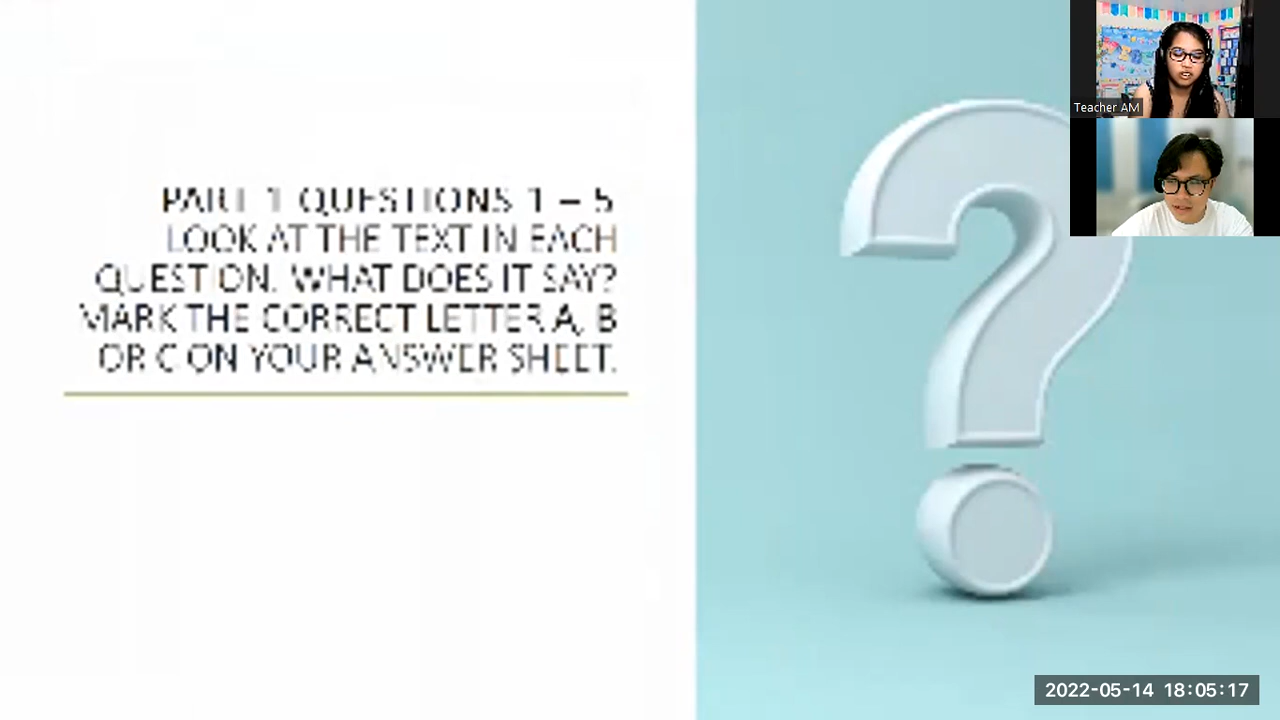 PART 1 QUESTIONS 1 – 5
LOOK AT THE TEXT IN EACH
QUESTION. WHAT DOES IT SAY?
MARK THE CORRECT LETTER A, B
OR C ON YOUR ANSWER SHEET.
Teacher AM
2022-05-14 18:05:17